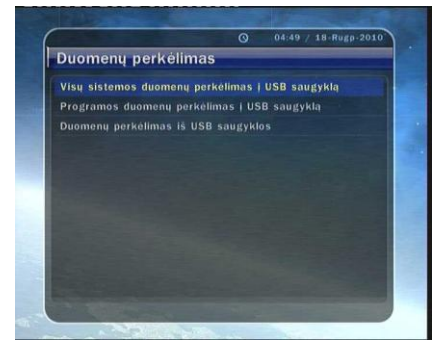 04:49 / 18-Rugp-2010
Duomenų perkėlimas
Visų sistemos duomenų perkėlimas į USB saugyklą
Programos duomenų perkėlimas į USB saugyklą
Duomenų perkėlimas iš USB saugyklos